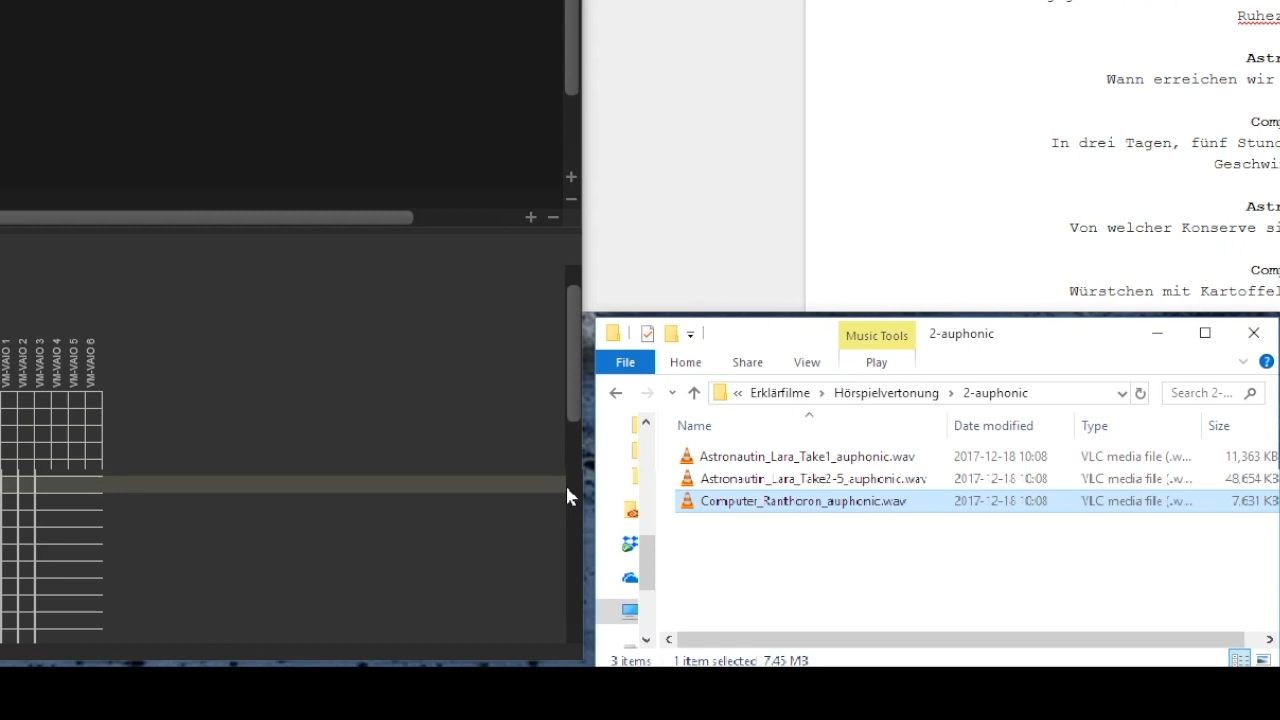 Ruhez
Astr
Wann erreichen wir
Comp
In drei Tagen, fünf Stund
Geschwi
Astr
Von welcher Konserve si
Comp
Würstchen mit Kartoffel
VM-VAIO 1
VM-VAIO 2
VM-VAIO 3
VM-VAIO 4
VM-VAIO 5
VM-VAIO 6
Music Tools 2-auphonic
File Home Share View Play
« Erklärfilme › Hörspielvertonung › 2-auphonic Search 2-...
Name Date modified Type Size
Astronautin_Lara_Take1_auphonic.wav 2017-12-18 10:08 VLC media file (.w... 11,363 KB
Astronautin_Lara_Take2-5_auphonic.wav 2017-12-18 10:08 VLC media file (.w... 48,654 KB
Computer_Ranthoron_auphonic.wav 2017-12-18 10:08 VLC media file (.w... 7,631 KB
3 items 1 item selected 7.45 MB